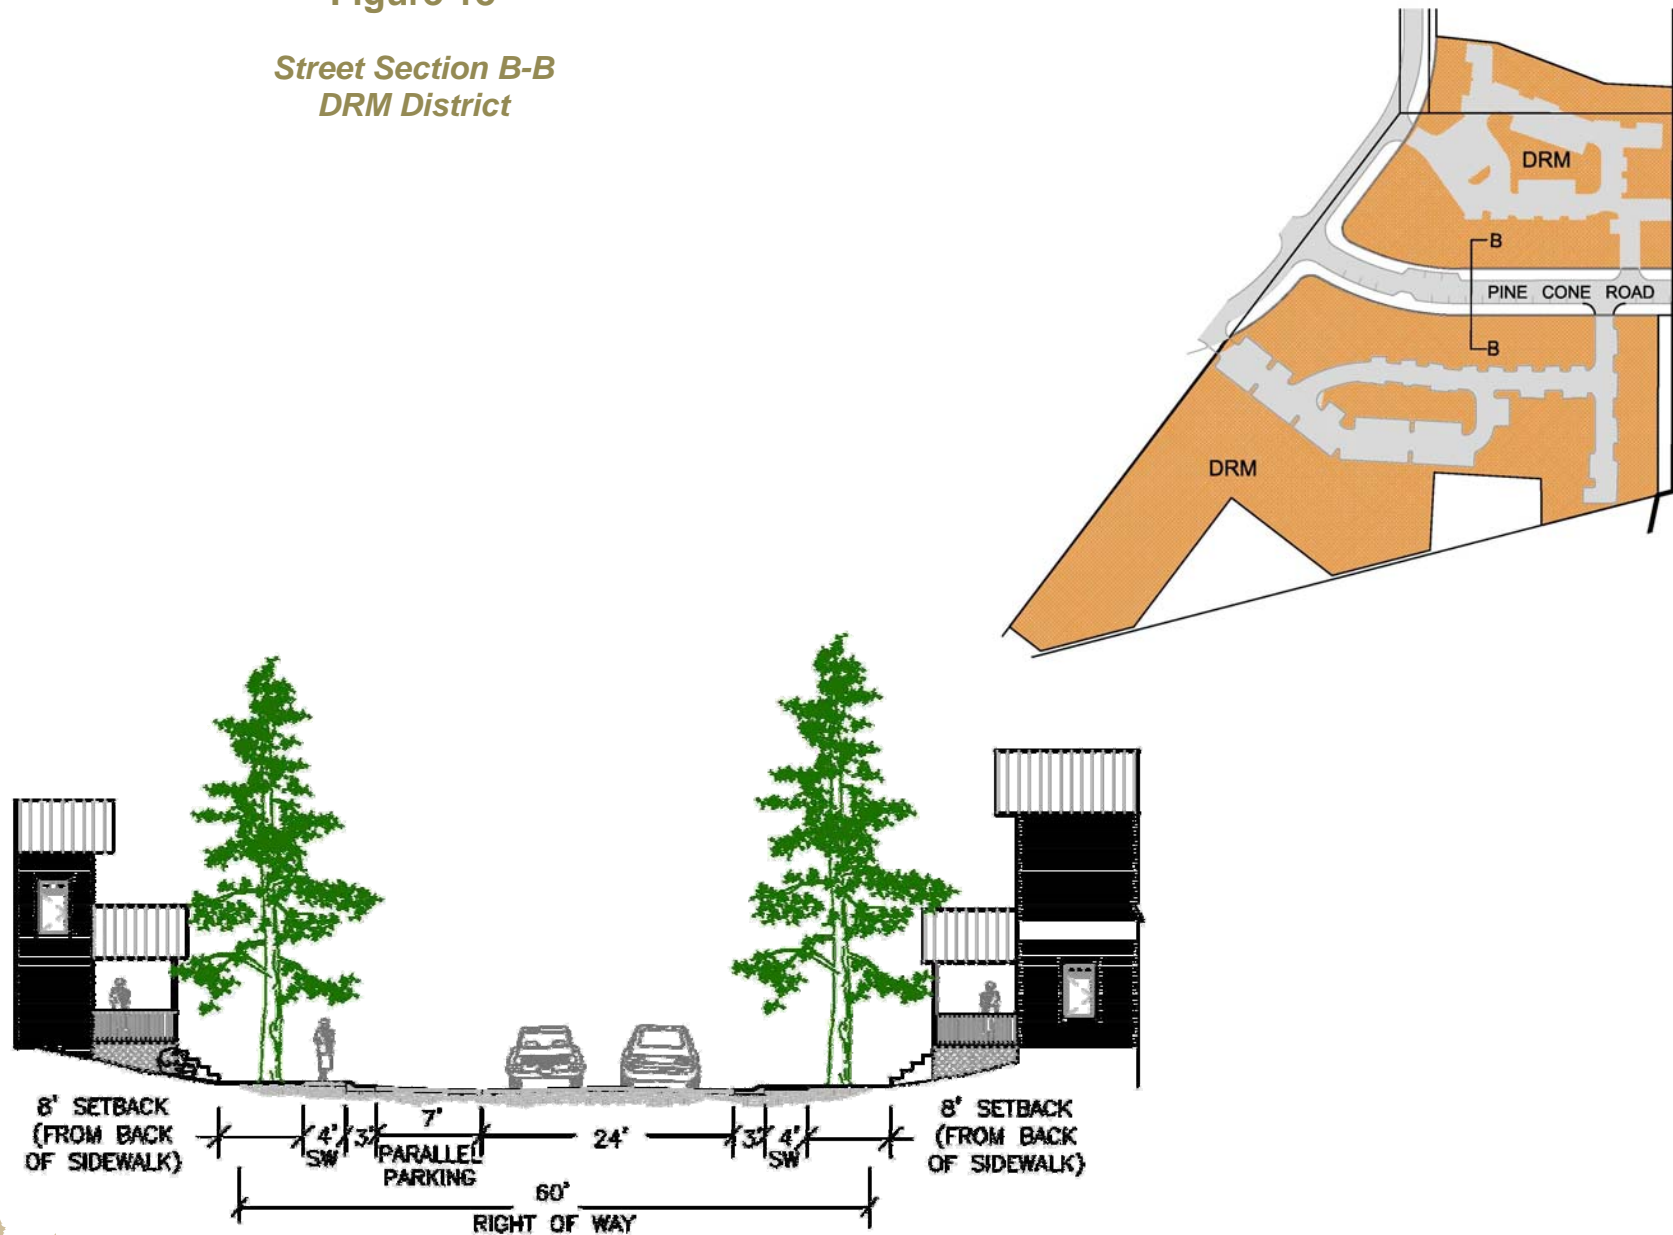 Street Section B-B
DRM District
DRM
B
PINE CONE ROAD
B
DRM
8' SETBACK
(FROM BACK
OF SIDEWALK)
4'
SW
3'
7'
PARALLEL
PARKING
24'
3'
4'
SW
8' SETBACK
(FROM BACK
OF SIDEWALK)
60'
RIGHT OF WAY